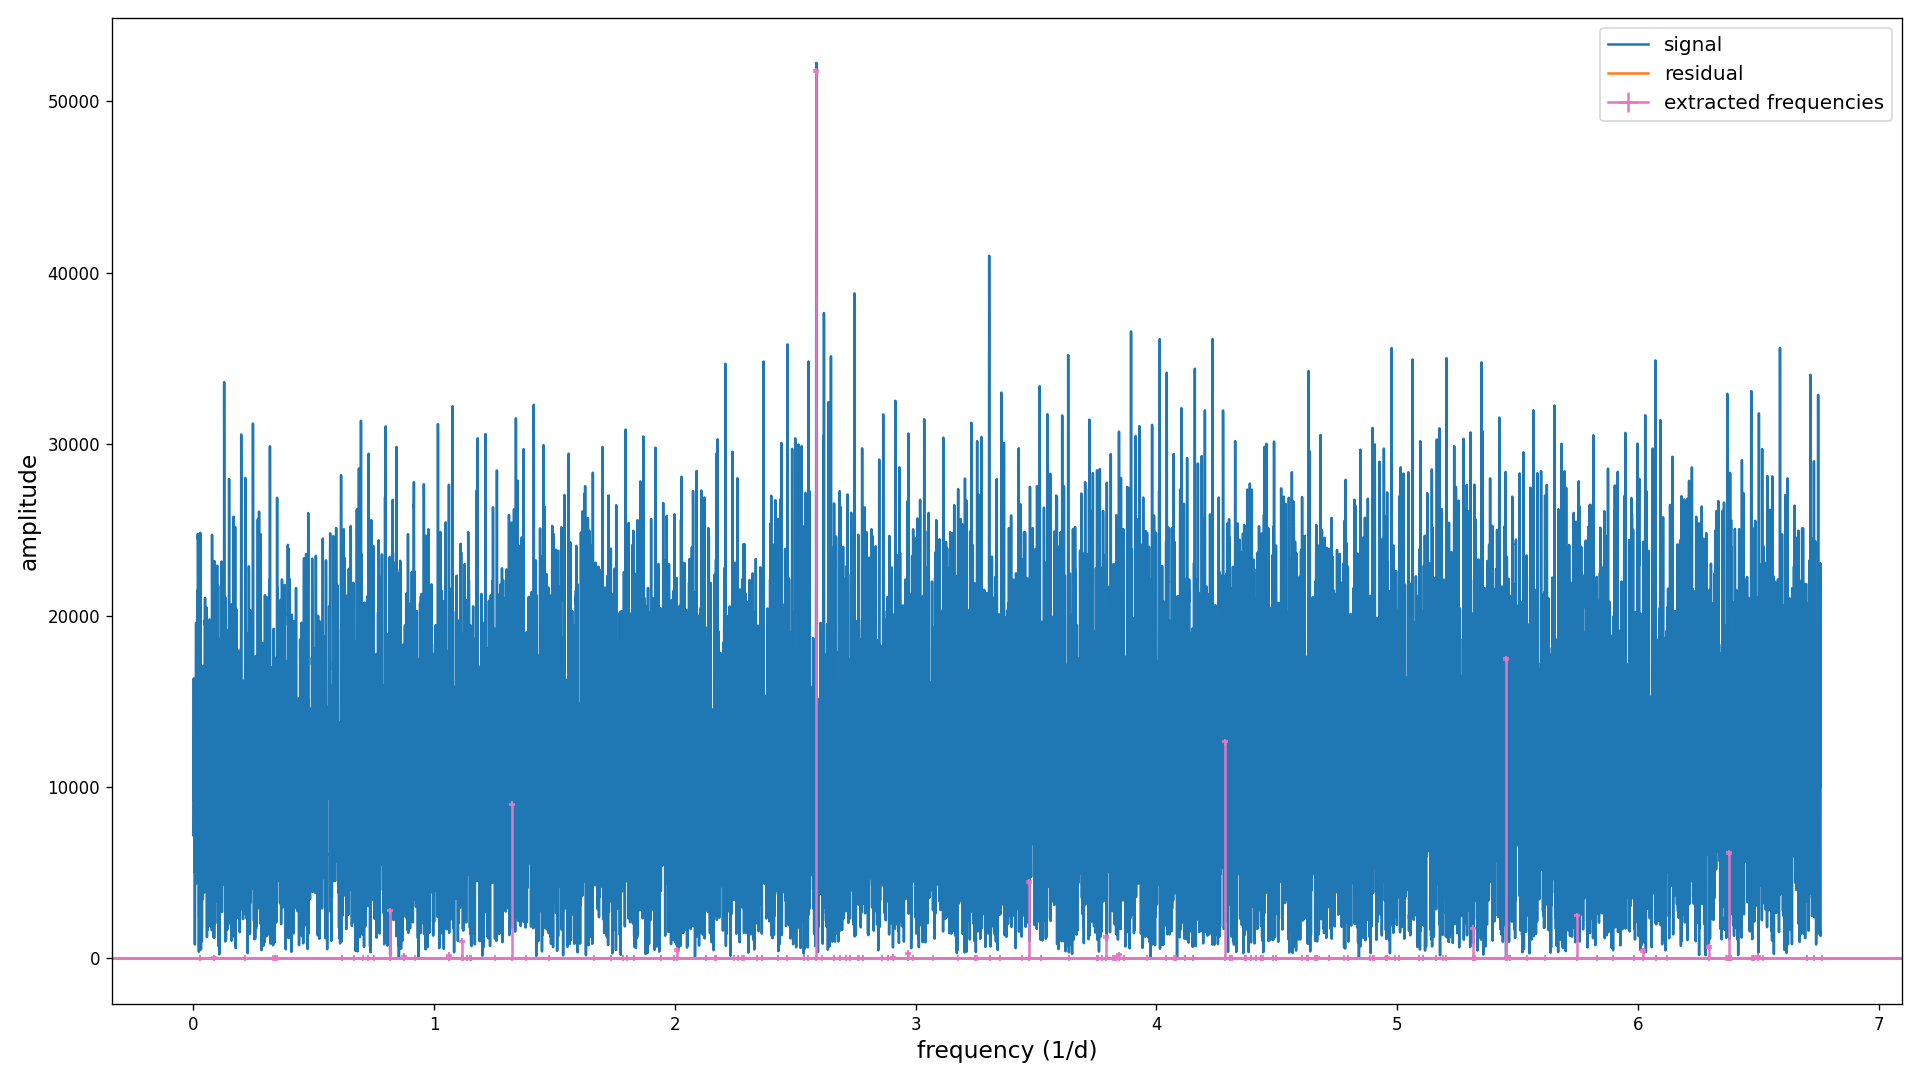 signal
residual
extracted frequencies
50000
40000
30000
20000
10000
0
amplitude
0 1 2 3 4 5 6 7
frequency (1/d)